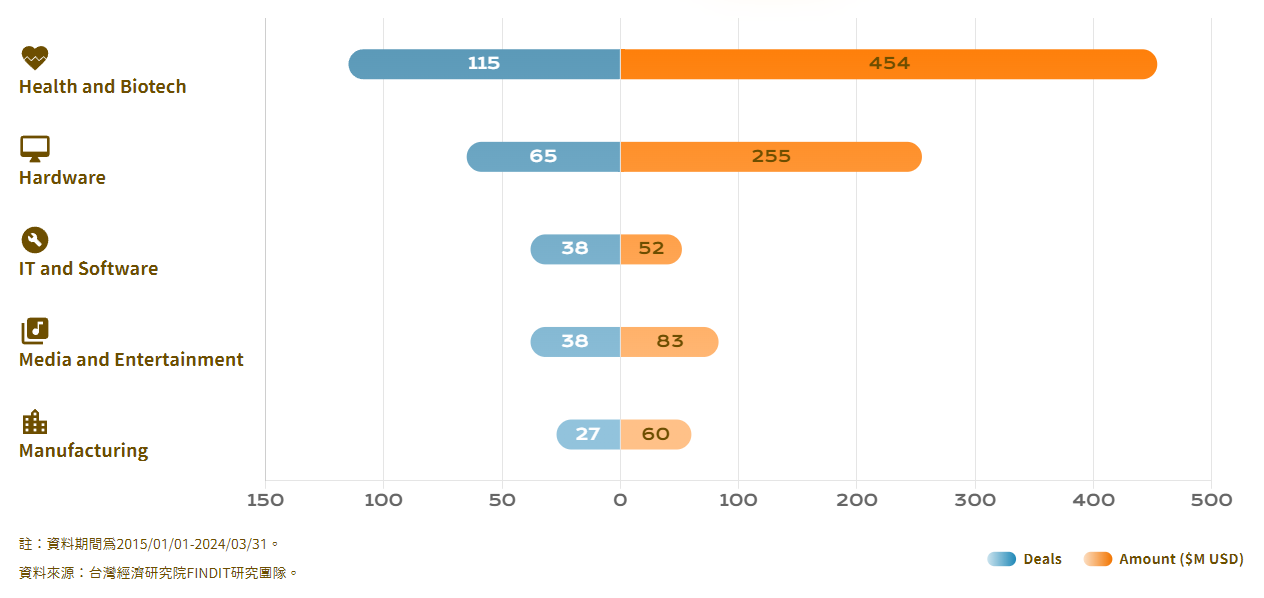 115 454
Health and Biotech
65 255
Hardware
38 52
IT and Software
38 83
Media and Entertainment
27 60
Manufacturing
150 100 50 0 100 200 300 400 500
註：資料期間為2015/01/01-2024/03/31。
資料來源：台灣經濟研究院FINDIT研究團隊。
Deals Amount ($M USD)